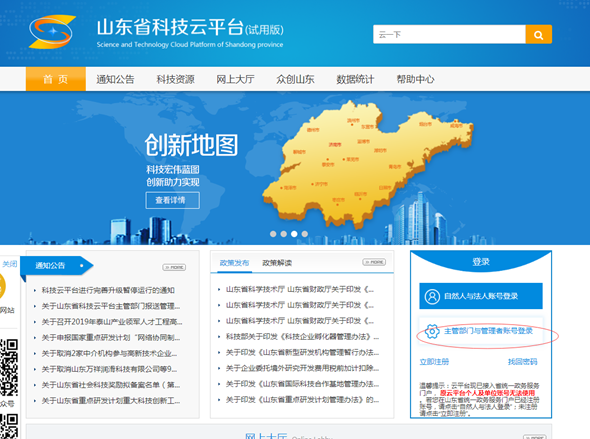 山东省科技云平台(试用版)
Science and Technology Cloud Platform of Shandong province
云一下
首 页
通知公告
科技资源
网上大厅
众创山东
数据统计
帮助中心
创新地图
科技宏伟蓝图
创新助力实现
查看详情
关闭
网站
众号
通知公告
HOME
科技云平台进行完善升级暂停运行的通知
关于山东省科技云平台主管部门报送管理...
关于召开2019年泰山产业领军人才工程高...
关于申报国家重点研发计划“网络协同制...
关于取消2家中介机构参与高新技术企业...
关于取消山东万祥润滑科技有限公司等9...
关于山东省社会科技奖励拟备案名单（第...
关于山东省重点研发计划重大科技创新工...
政策发布
政策解读
HOME
山东省科学技术厅 山东省财政厅关于印发《...
山东省科学技术厅 山东省财政厅关于印发《...
山东省科学技术厅 山东省财政厅关于印发《...
科技部关于印发《科技企业孵化器管理办法》...
关于印发《山东省新型研发机构管理暂行办法...
关于企业委托境外研究开发费用税前加计扣除...
关于印发《山东省国际科技合作基地管理办法...
关于印发《山东省重点研发计划管理办法》的...
登录
自然人与法人账号登录
主管部门与管理者账号登录
立即注册
找回密码
温馨提示：云平台现已接入省统一政务服务
门户，原云平台个人及单位账号无法使用
。若您在山东省统一政务服务门户已经注册
账号，请点击“自然人与法人登录”；未注册
请点击“立即注册”。
网上大厅
Online Lobby